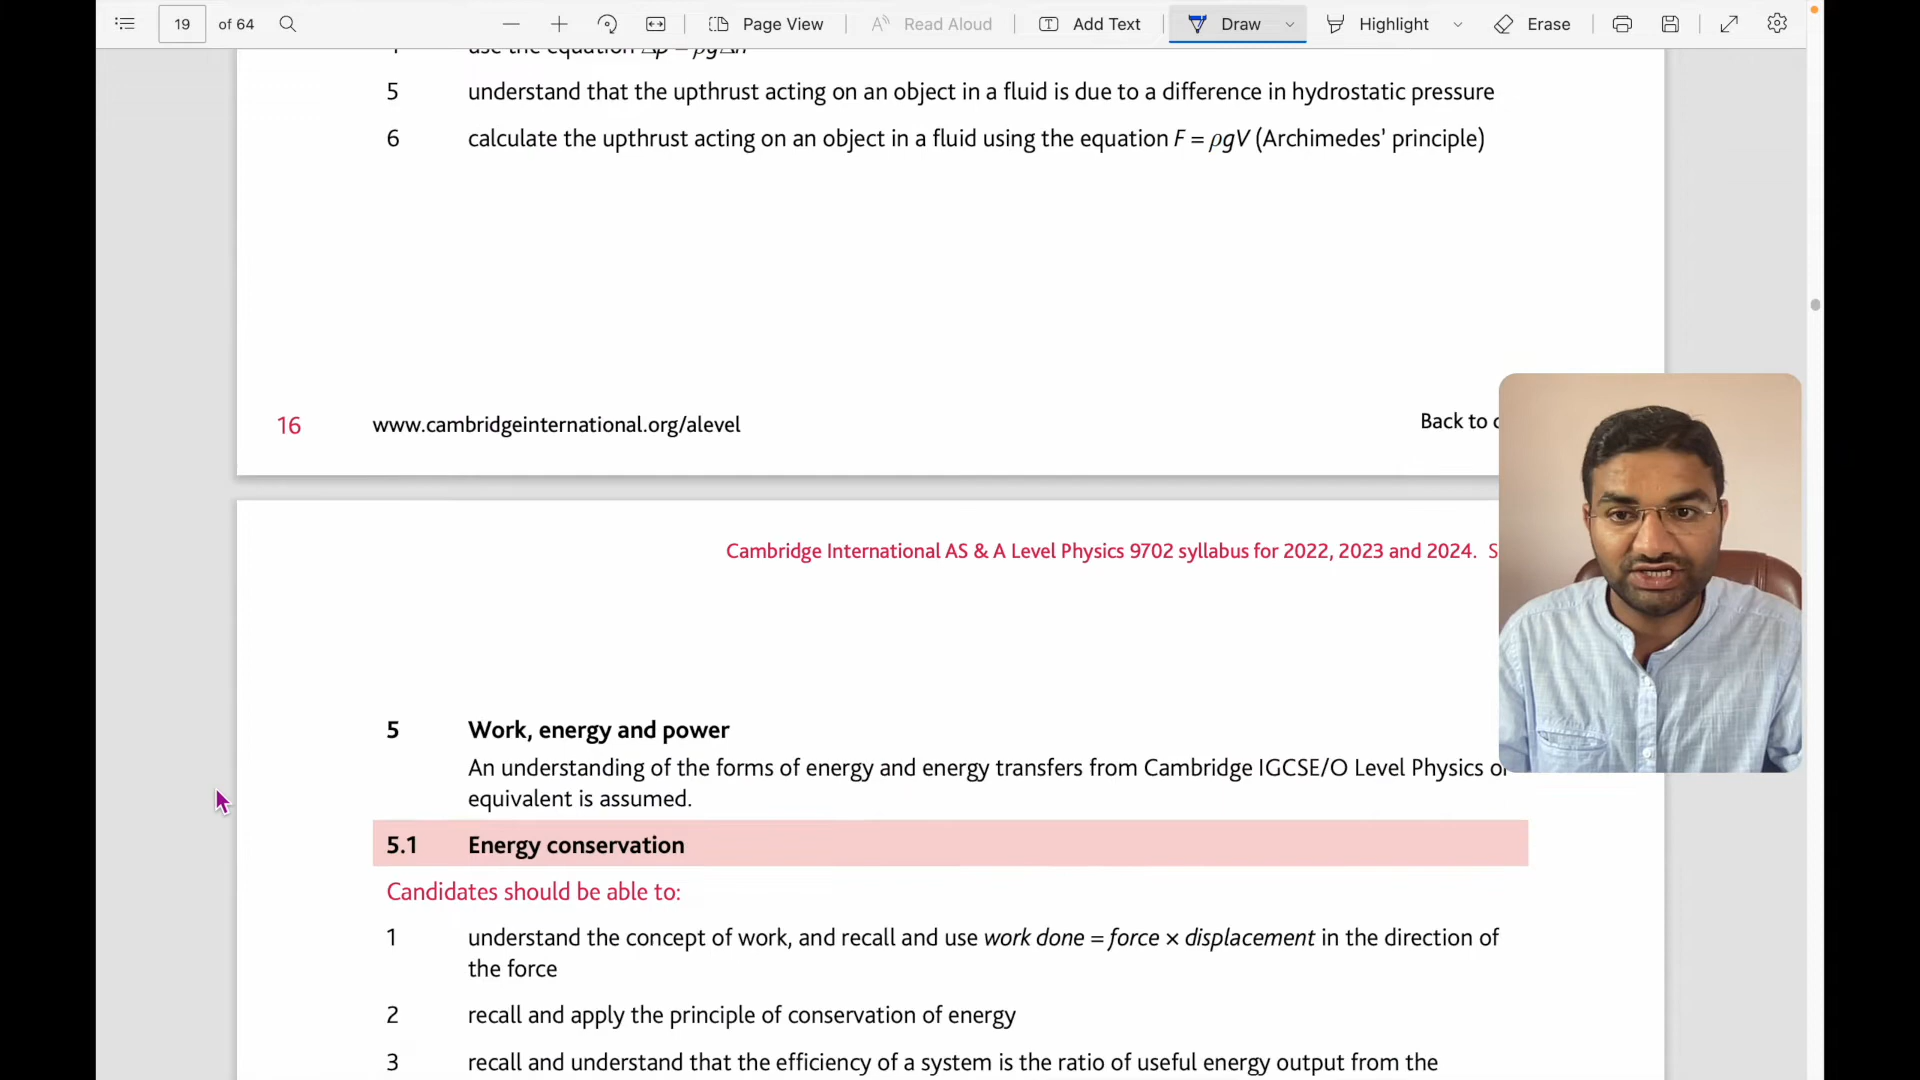 19 of 64 Page View Read Aloud Add Text Draw Highlight Erase
use the equation Δp = ρgΔh
5 understand that the upthrust acting on an object in a fluid is due to a difference in hydrostatic pressure
6 calculate the upthrust acting on an object in a fluid using the equation F = ρgV (Archimedes' principle)
16 www.cambridgeinternational.org/alevel Back to
Cambridge International AS & A Level Physics 9702 syllabus for 2022, 2023 and 2024.
5 Work, energy and power
An understanding of the forms of energy and energy transfers from Cambridge IGCSE/O Level Physics or
equivalent is assumed.
5.1 Energy conservation
Candidates should be able to:
1 understand the concept of work, and recall and use work done = force × displacement in the direction of
the force
2 recall and apply the principle of conservation of energy
3 recall and understand that the efficiency of a system is the ratio of useful energy output from the